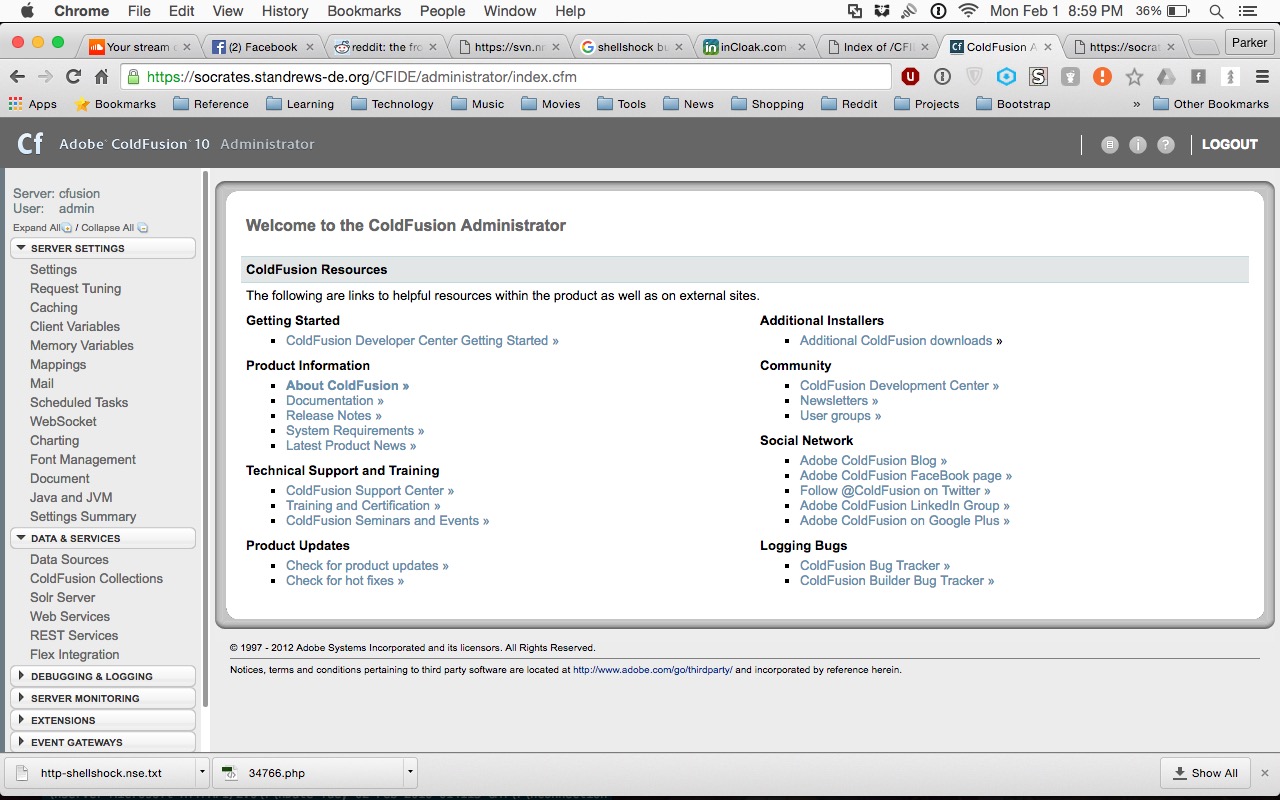 Chrome File Edit View History Bookmarks People Window Help Mon Feb 1 8:59 PM 36%
Your stream (2) Facebook reddit: the fro https://svn.nr shellshock bu inCloak.com Index of /CFI ColdFusion A https://socrat Parker
https://socrates.standrews-de.org/CFIDE/administrator/index.cfm
Apps Bookmarks Reference Learning Technology Music Movies Tools News Shopping Reddit Projects Bootstrap » Other Bookmarks
Cf Adobe® ColdFusion® 10 Administrator LOGOUT
Server: cfusion
User: admin
Expand All / Collapse All
SERVER SETTINGS
Settings
Request Tuning
Caching
Client Variables
Memory Variables
Mappings
Mail
Scheduled Tasks
WebSocket
Charting
Font Management
Document
Java and JVM
Settings Summary
DATA & SERVICES
Data Sources
ColdFusion Collections
Solr Server
Web Services
REST Services
Flex Integration
DEBUGGING & LOGGING
SERVER MONITORING
EXTENSIONS
EVENT GATEWAYS
Welcome to the ColdFusion Administrator
ColdFusion Resources
The following are links to helpful resources within the product as well as on external sites.
Getting Started
ColdFusion Developer Center Getting Started »
Product Information
About ColdFusion »
Documentation »
Release Notes »
System Requirements »
Latest Product News »
Technical Support and Training
ColdFusion Support Center »
Training and Certification »
ColdFusion Seminars and Events »
Product Updates
Check for product updates »
Check for hot fixes »
Additional Installers
Additional ColdFusion downloads »
Community
ColdFusion Development Center »
Newsletters »
User groups »
Social Network
Adobe ColdFusion Blog »
Adobe ColdFusion FaceBook page »
Follow @ColdFusion on Twitter »
Adobe ColdFusion LinkedIn Group »
Adobe ColdFusion on Google Plus »
Logging Bugs
ColdFusion Bug Tracker »
ColdFusion Builder Bug Tracker »
© 1997 - 2012 Adobe Systems Incorporated and its licensors. All Rights Reserved.
Notices, terms and conditions pertaining to third party software are located at http://www.adobe.com/go/thirdparty/ and incorporated by reference herein.
http-shellshock.nse.txt 34766.php Show All